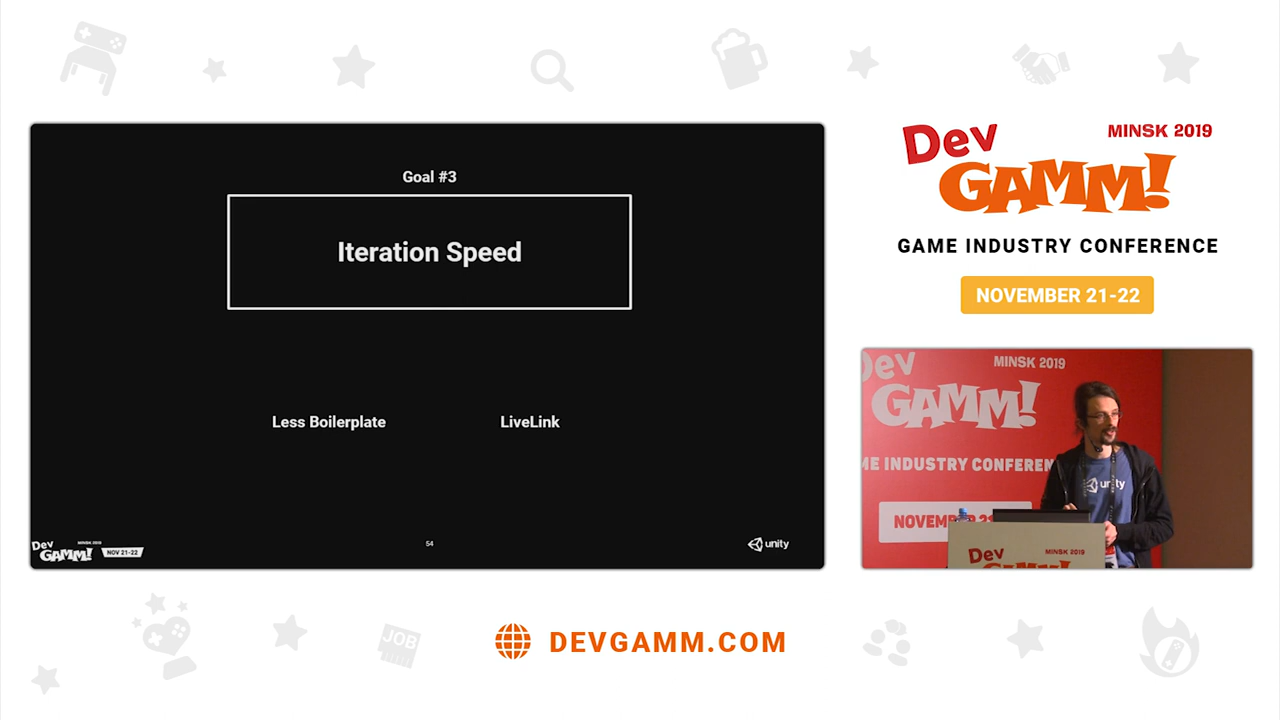 Goal #3
Iteration Speed
Less Boilerplate
LiveLink
Dev
GAMM!
MINSK 2019
NOV 21-22
54
unity
Dev
GAMM!
MINSK 2019
GAME INDUSTRY CONFERENCE
NOVEMBER 21-22
Dev
MINSK 2019
GAMM!
ME INDUSTRY CONFEREN
unity
Dev
MINSK 2019
GAMM!
JOB
DEVGAMM.COM